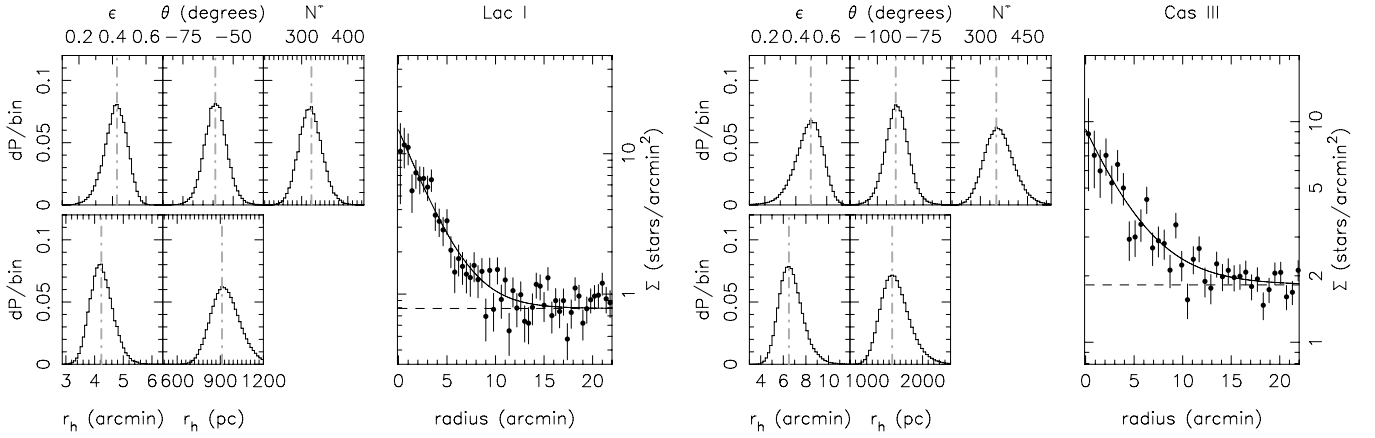 ϵ θ (degrees) N*
0.2 0.4 0.6 −75 −50 300 400
dP/bin
0 0.05 0.1
dP/bin
0 0.05 0.1
3 4 5 6 600 900 1200
r_h (arcmin) r_h (pc)
Lac I
10
1
Σ (stars/arcmin²)
0 5 10 15 20
radius (arcmin)
ϵ θ (degrees) N*
0.2 0.4 0.6 −100 −75 300 450
dP/bin
0 0.05 0.1
dP/bin
0 0.05 0.1
4 6 8 10 1000 2000
r_h (arcmin) r_h (pc)
Cas III
10
5
2
1
Σ (stars/arcmin²)
0 5 10 15 20
radius (arcmin)